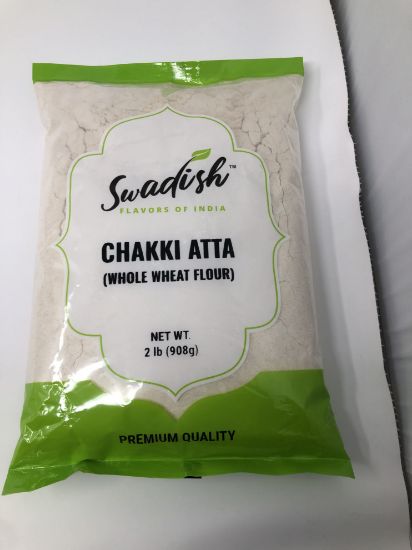 Swadish™
FLAVORS OF INDIA
CHAKKI ATTA
(WHOLE WHEAT FLOUR)
NET WT.
2 lb (908g)
PREMIUM QUALITY